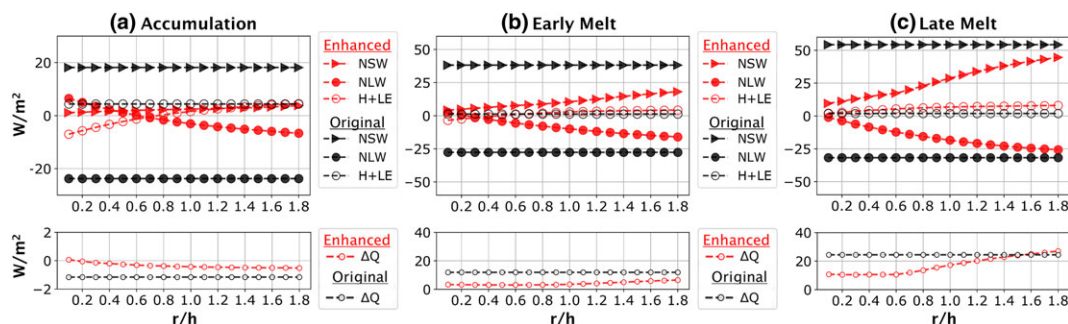 (a) Accumulation
W/m²
20
0
-20
0.2 0.4 0.6 0.8 1.0 1.2 1.4 1.6 1.8
Enhanced
NSW
NLW
H+LE
Original
NSW
NLW
H+LE
(b) Early Melt
50
25
0
-25
-50
0.2 0.4 0.6 0.8 1.0 1.2 1.4 1.6 1.8
Enhanced
NSW
NLW
H+LE
Original
NSW
NLW
H+LE
(c) Late Melt
50
25
0
-25
-50
0.2 0.4 0.6 0.8 1.0 1.2 1.4 1.6 1.8
W/m²
2
0
-2
0.2 0.4 0.6 0.8 1.0 1.2 1.4 1.6 1.8
r/h
Enhanced
ΔQ
Original
ΔQ
40
20
0
0.2 0.4 0.6 0.8 1.0 1.2 1.4 1.6 1.8
r/h
Enhanced
ΔQ
Original
ΔQ
40
20
0
0.2 0.4 0.6 0.8 1.0 1.2 1.4 1.6 1.8
r/h